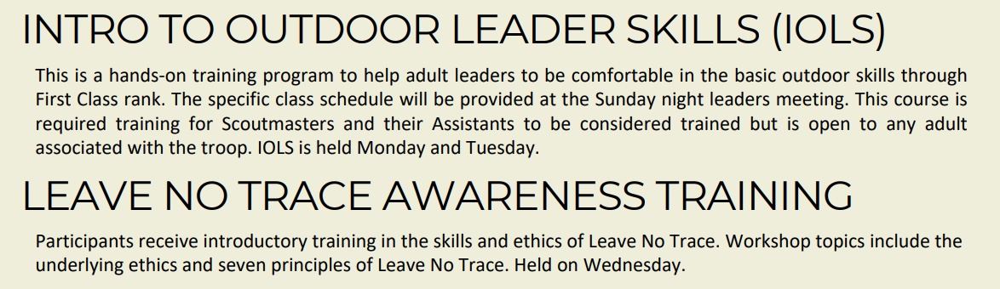 INTRO TO OUTDOOR LEADER SKILLS (IOLS)
This is a hands-on training program to help adult leaders to be comfortable in the basic outdoor skills through
First Class rank. The specific class schedule will be provided at the Sunday night leaders meeting. This course is
required training for Scoutmasters and their Assistants to be considered trained but is open to any adult
associated with the troop. IOLS is held Monday and Tuesday.
LEAVE NO TRACE AWARENESS TRAINING
Participants receive introductory training in the skills and ethics of Leave No Trace. Workshop topics include the
underlying ethics and seven principles of Leave No Trace. Held on Wednesday.